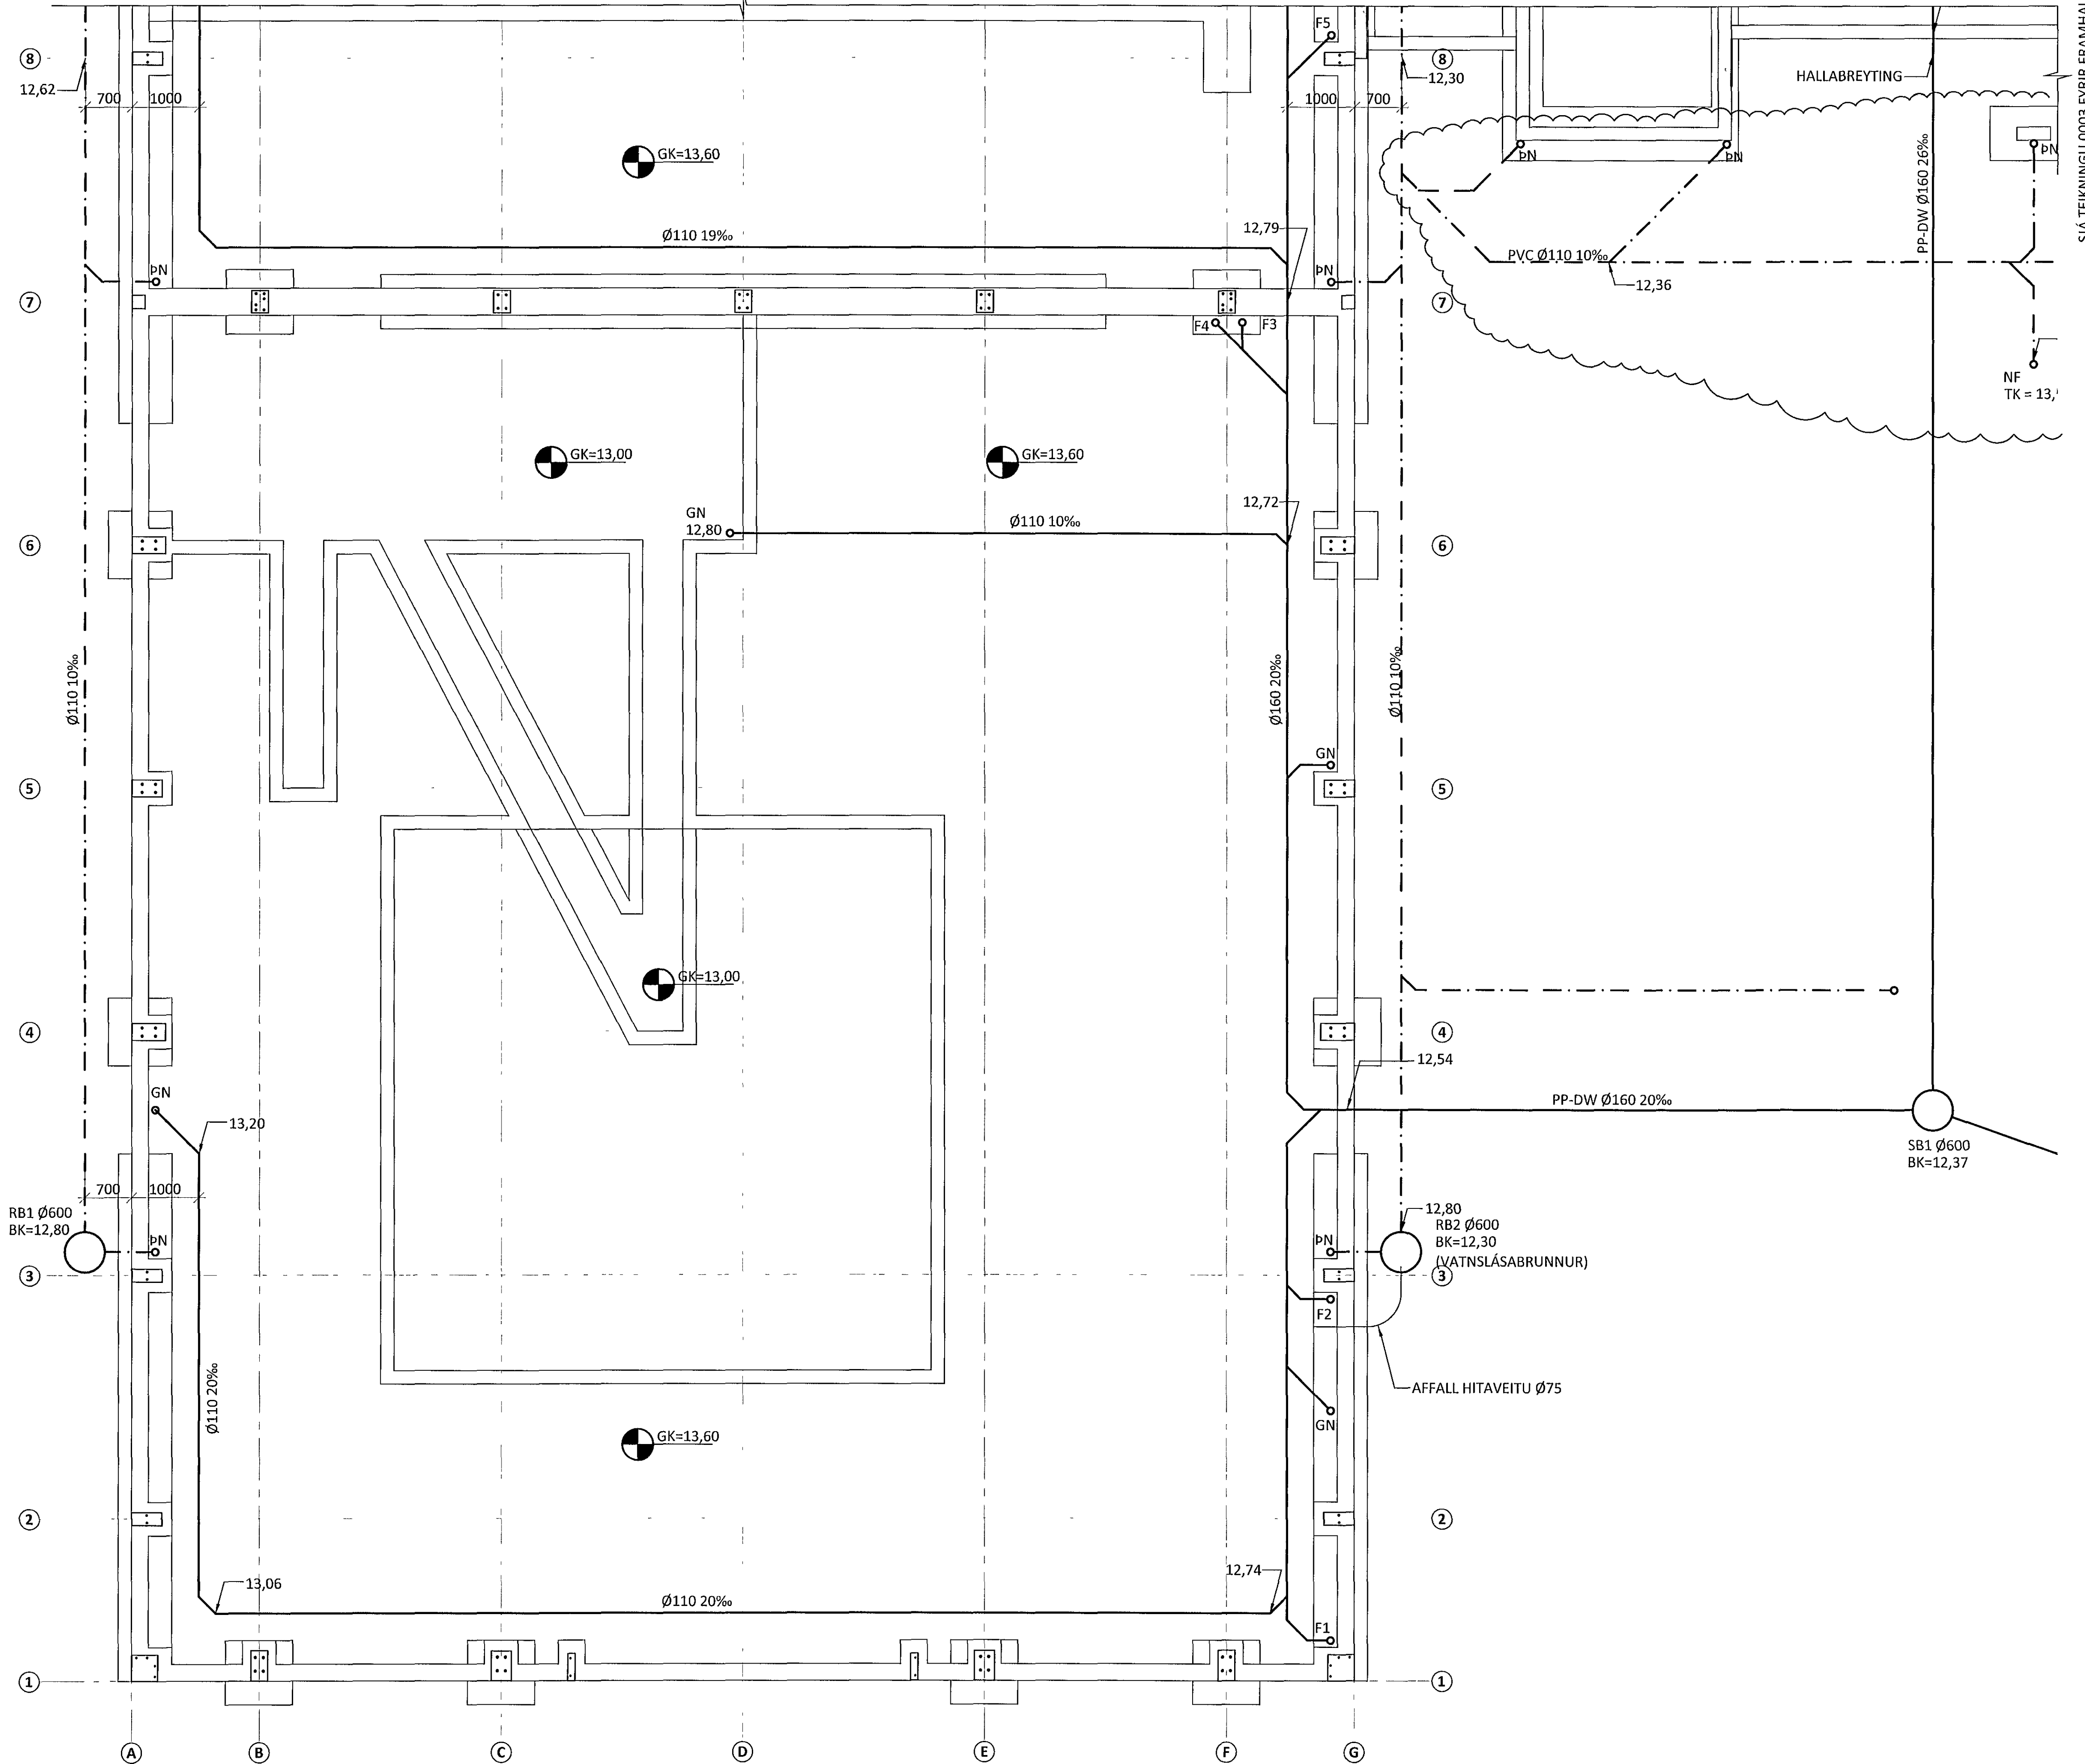 F5
8
8
12,62
12,30
HALLABREYTING
SJÁ TEIKNINGU 0003 FYRIR
700
1000
1000
700
GK=13,60
ÞN
ÞN
ÞN
PP-DW Ø160 26‰
Ø110 19‰
12,79
PVC Ø110 10‰
12,36
ÞN
ÞN
7
7
F4
F3
NF
TK = 13,
GK=13,00
GK=13,60
GN
12,80
Ø110 10‰
12,72
6
6
Ø110 10‰
Ø160 20‰
Ø110 10‰
GN
5
5
GK=13,00
4
4
12,54
GN
PP-DW Ø160 20‰
13,20
SB1 Ø600
BK=12,37
700
1000
RB1 Ø600
BK=12,80
ÞN
ÞN
12,80
RB2 Ø600
BK=12,30
(VATNSLÁSABRUNNUR)
3
3
F2
Ø110 20‰
AFFALL HITAVEITU Ø75
GN
GK=13,60
2
2
13,06
12,74
Ø110 20‰
F1
1
1
A
B
C
D
E
F
G